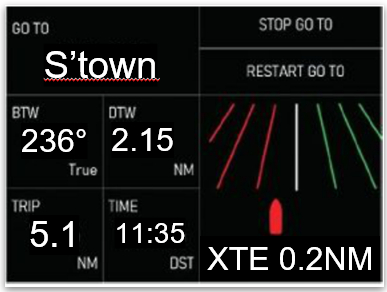 GO TO
S'town
STOP GO TO
RESTART GO TO
BTW
236°
True
DTW
2.15
NM
TRIP
5.1
NM
TIME
11:35
DST
XTE 0.2NM